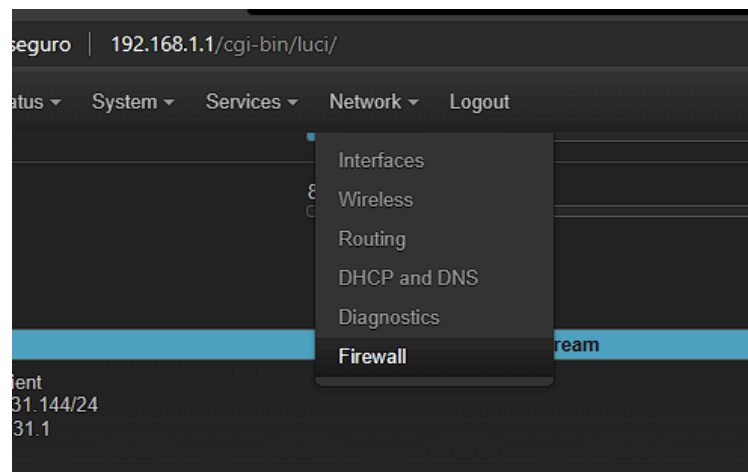 seguro | 192.168.1.1/cgi-bin/luci/
atus System Services Network Logout
Interfaces
8
Wireless
Routing
DHCP and DNS
Diagnostics
Firewall
ream
ient
31.144/24
31.1